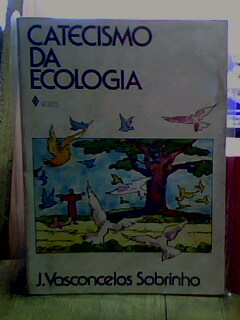 CATECISMO
DA
ECOLOGIA
J. Vasconcelos Sobrinho